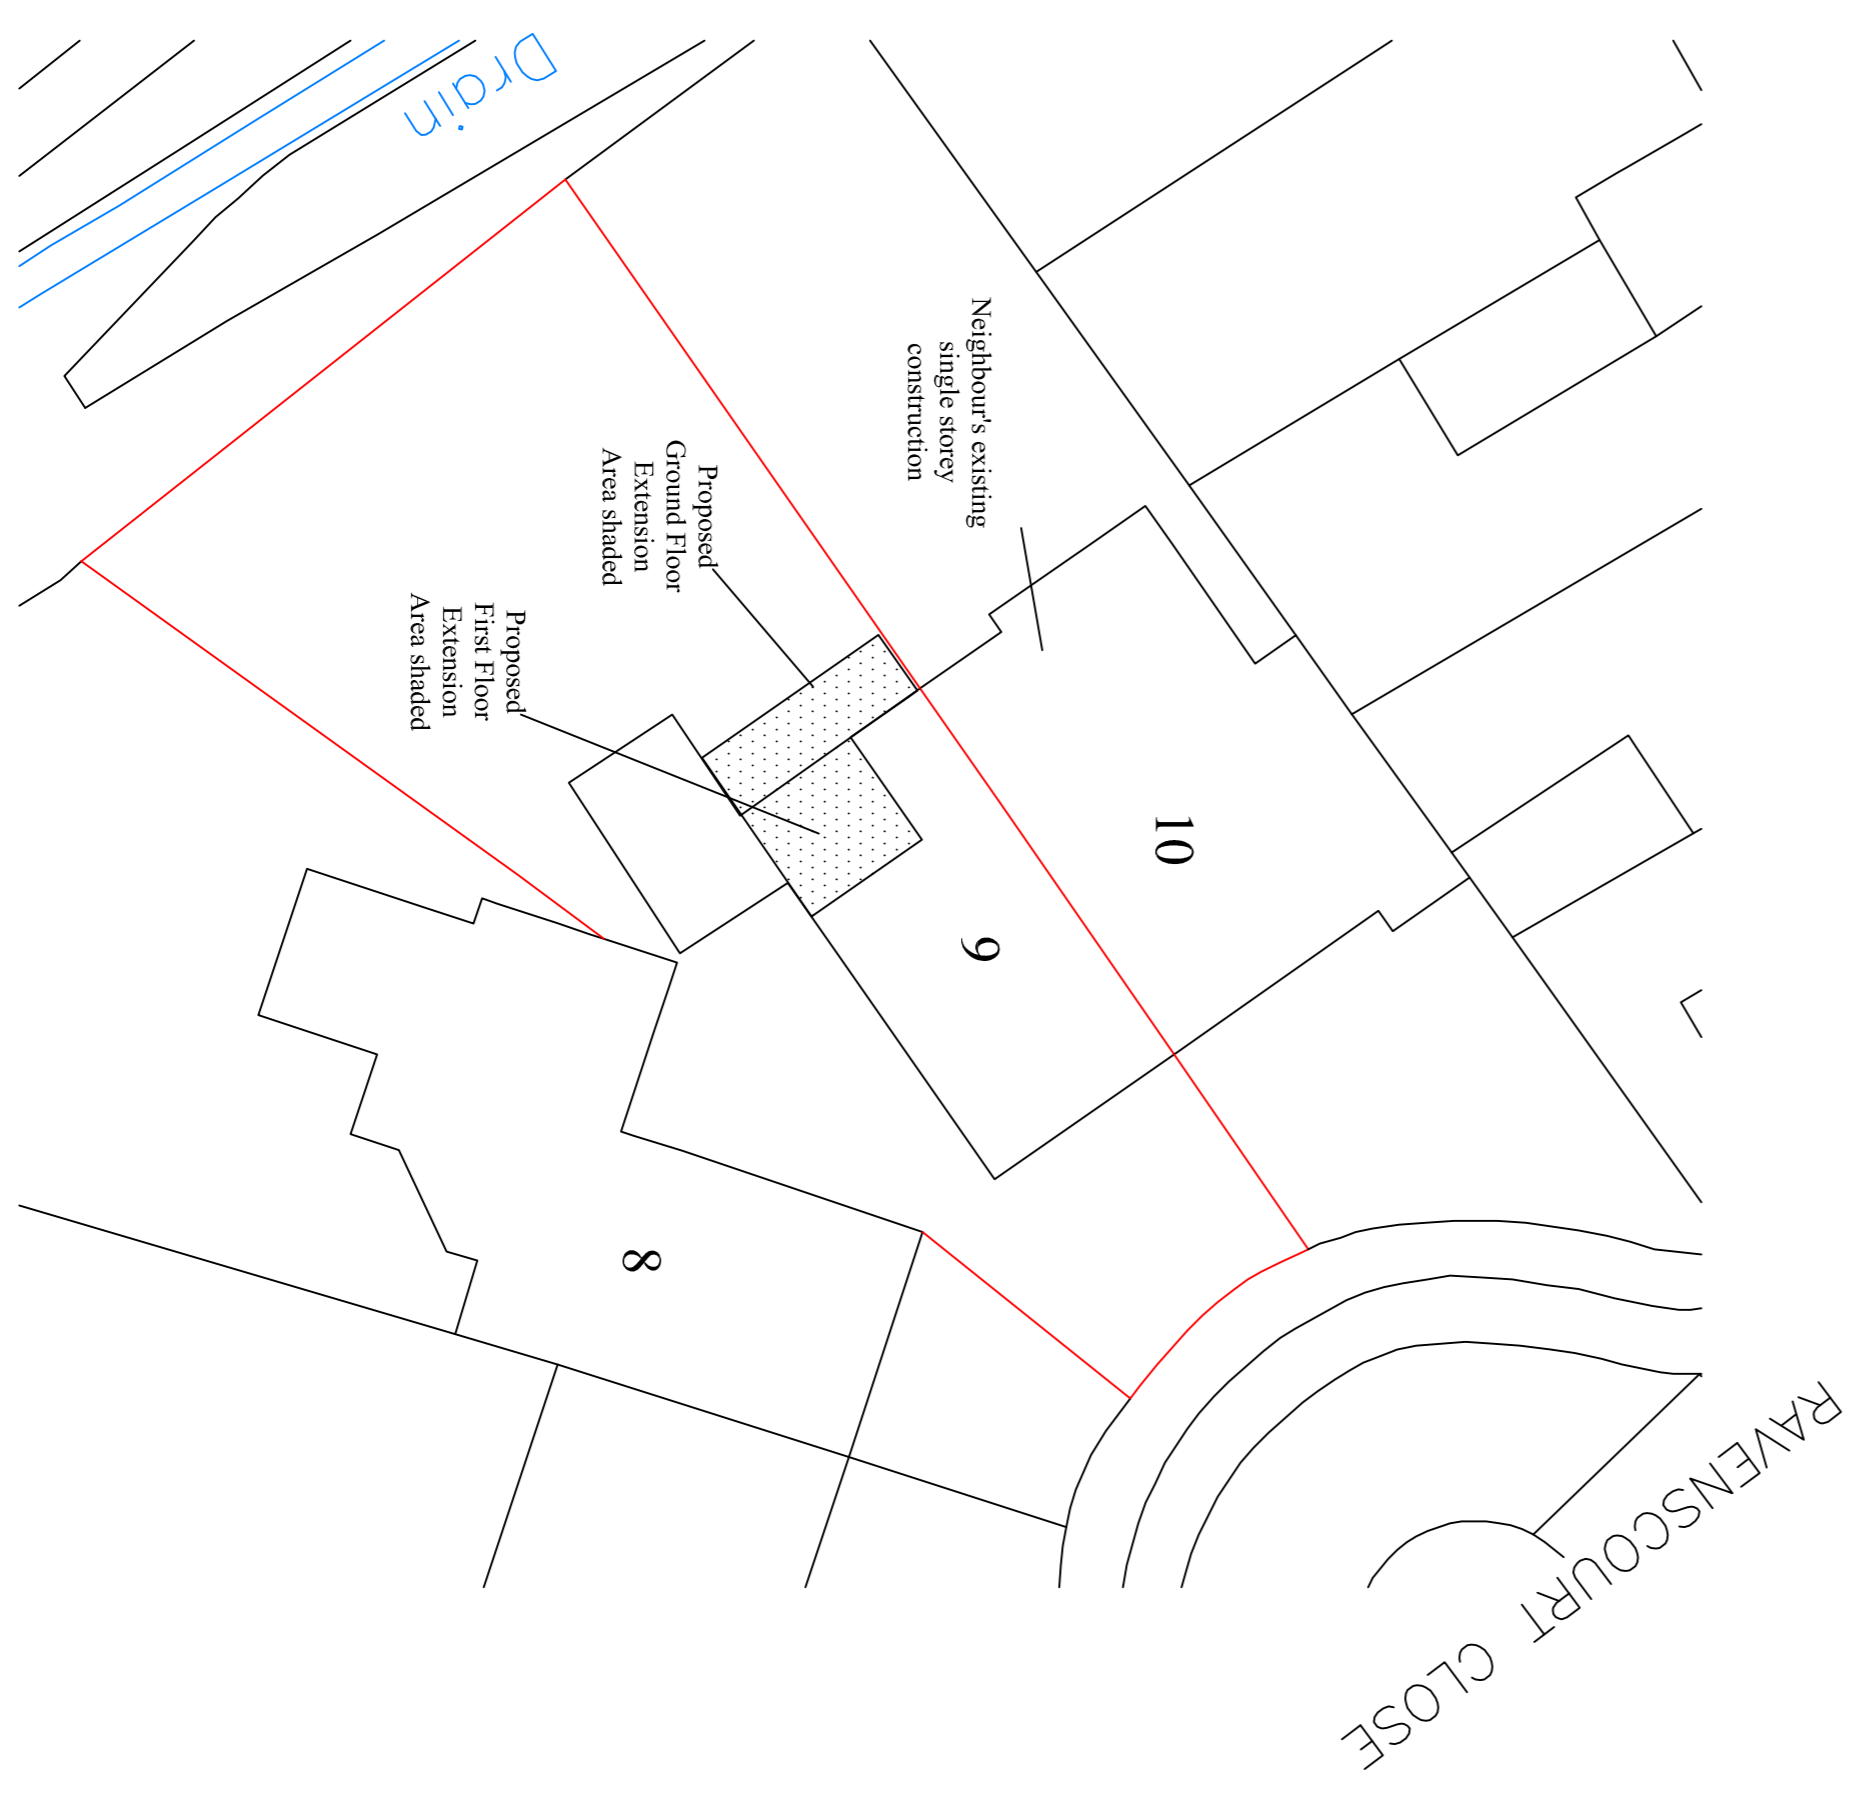 Drain
Neighbour's existing
single storey
construction
Proposed
Ground Floor
Extension
Area shaded
Proposed
First Floor
Extension
Area shaded
10
9
8
RAVENSCOURT CLOSE